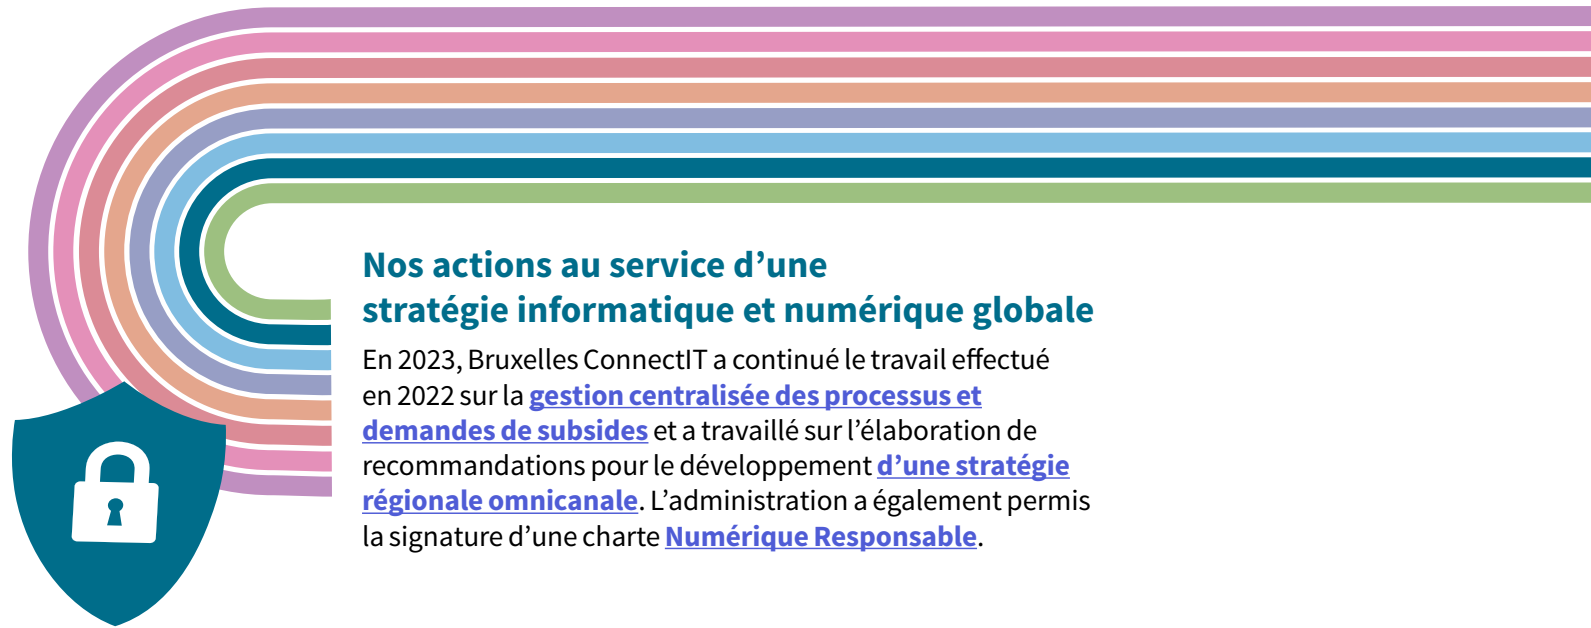 Nos actions au service d’une
stratégie informatique et numérique globale
En 2023, Bruxelles ConnectIT a continué le travail effectué
en 2022 sur la gestion centralisée des processus et
demandes de subsides et a travaillé sur l’élaboration de
recommandations pour le développement d’une stratégie
régionale omnicanale. L’administration a également permis
la signature d’une charte Numérique Responsable.